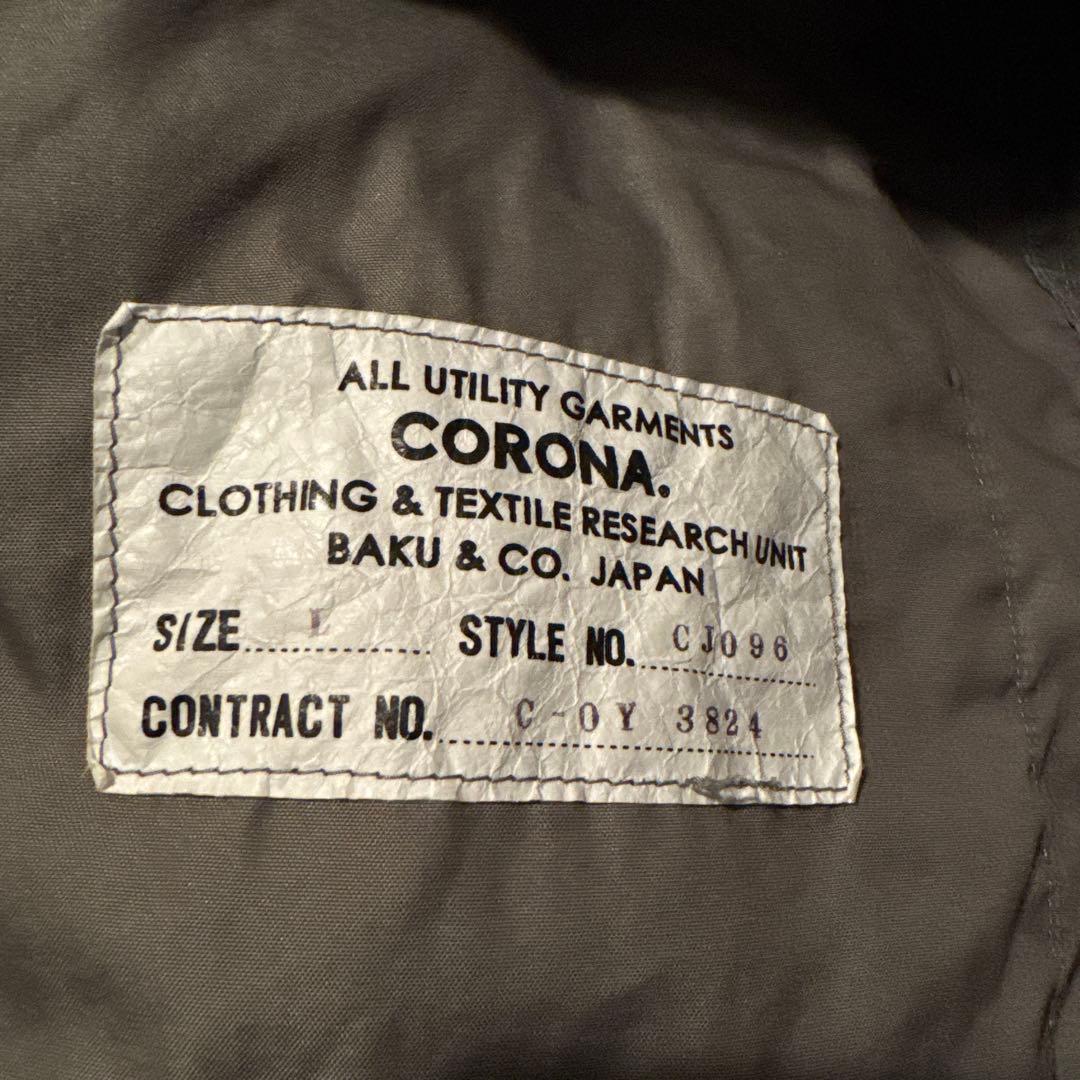 ALL UTILITY GARMENTS
CORONA.
CLOTHING & TEXTILE RESEARCH UNIT
BAKU & CO. JAPAN
SIZE L STYLE NO. CJ096
CONTRACT NO. C-OY 3824